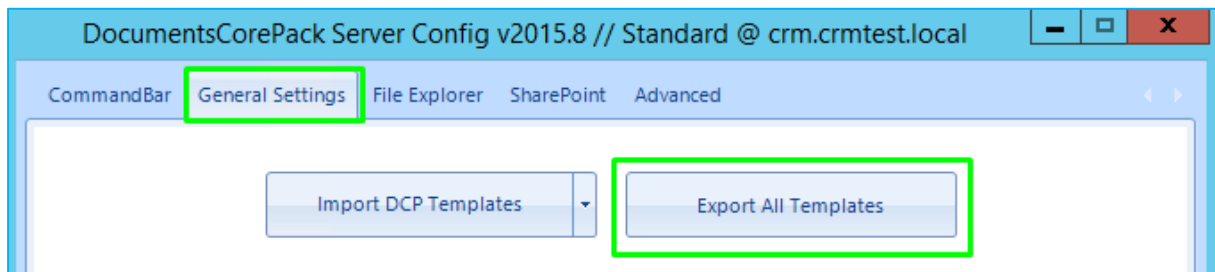 DocumentsCorePack Server Config v2015.8 // Standard @ crm.crmtest.local
CommandBar General Settings File Explorer SharePoint Advanced
Import DCP Templates Export All Templates